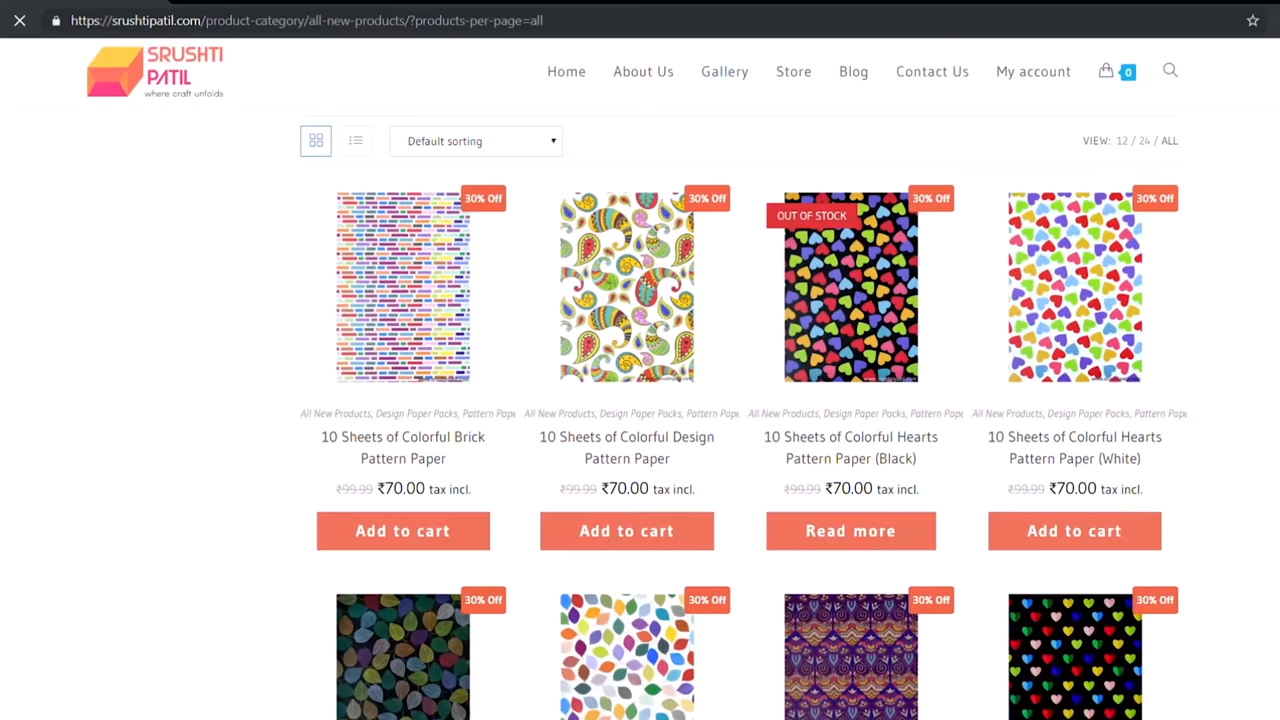 https://srushtipatil.com/product-category/all-new-products/?products-per-page=all
SRUSHTI
PATIL
where craft unfolds
Home About Us Gallery Store Blog Contact Us My account 0
Default sorting
VIEW: 12 / 24 / ALL
30% Off 30% Off 30% Off 30% Off
OUT OF STOCK
All New Products, Design Paper Packs, Pattern Pape All New Products, Design Paper Packs, Pattern Pape All New Products, Design Paper Packs, Pattern Pape All New Products, Design Paper Packs, Pattern Pape
10 Sheets of Colorful Brick
Pattern Paper
10 Sheets of Colorful Design
Pattern Paper
10 Sheets of Colorful Hearts
Pattern Paper (Black)
10 Sheets of Colorful Hearts
Pattern Paper (White)
₹99.99 ₹70.00 tax incl. ₹99.99 ₹70.00 tax incl. ₹99.99 ₹70.00 tax incl. ₹99.99 ₹70.00 tax incl.
Add to cart Add to cart Read more Add to cart
30% Off 30% Off 30% Off 30% Off